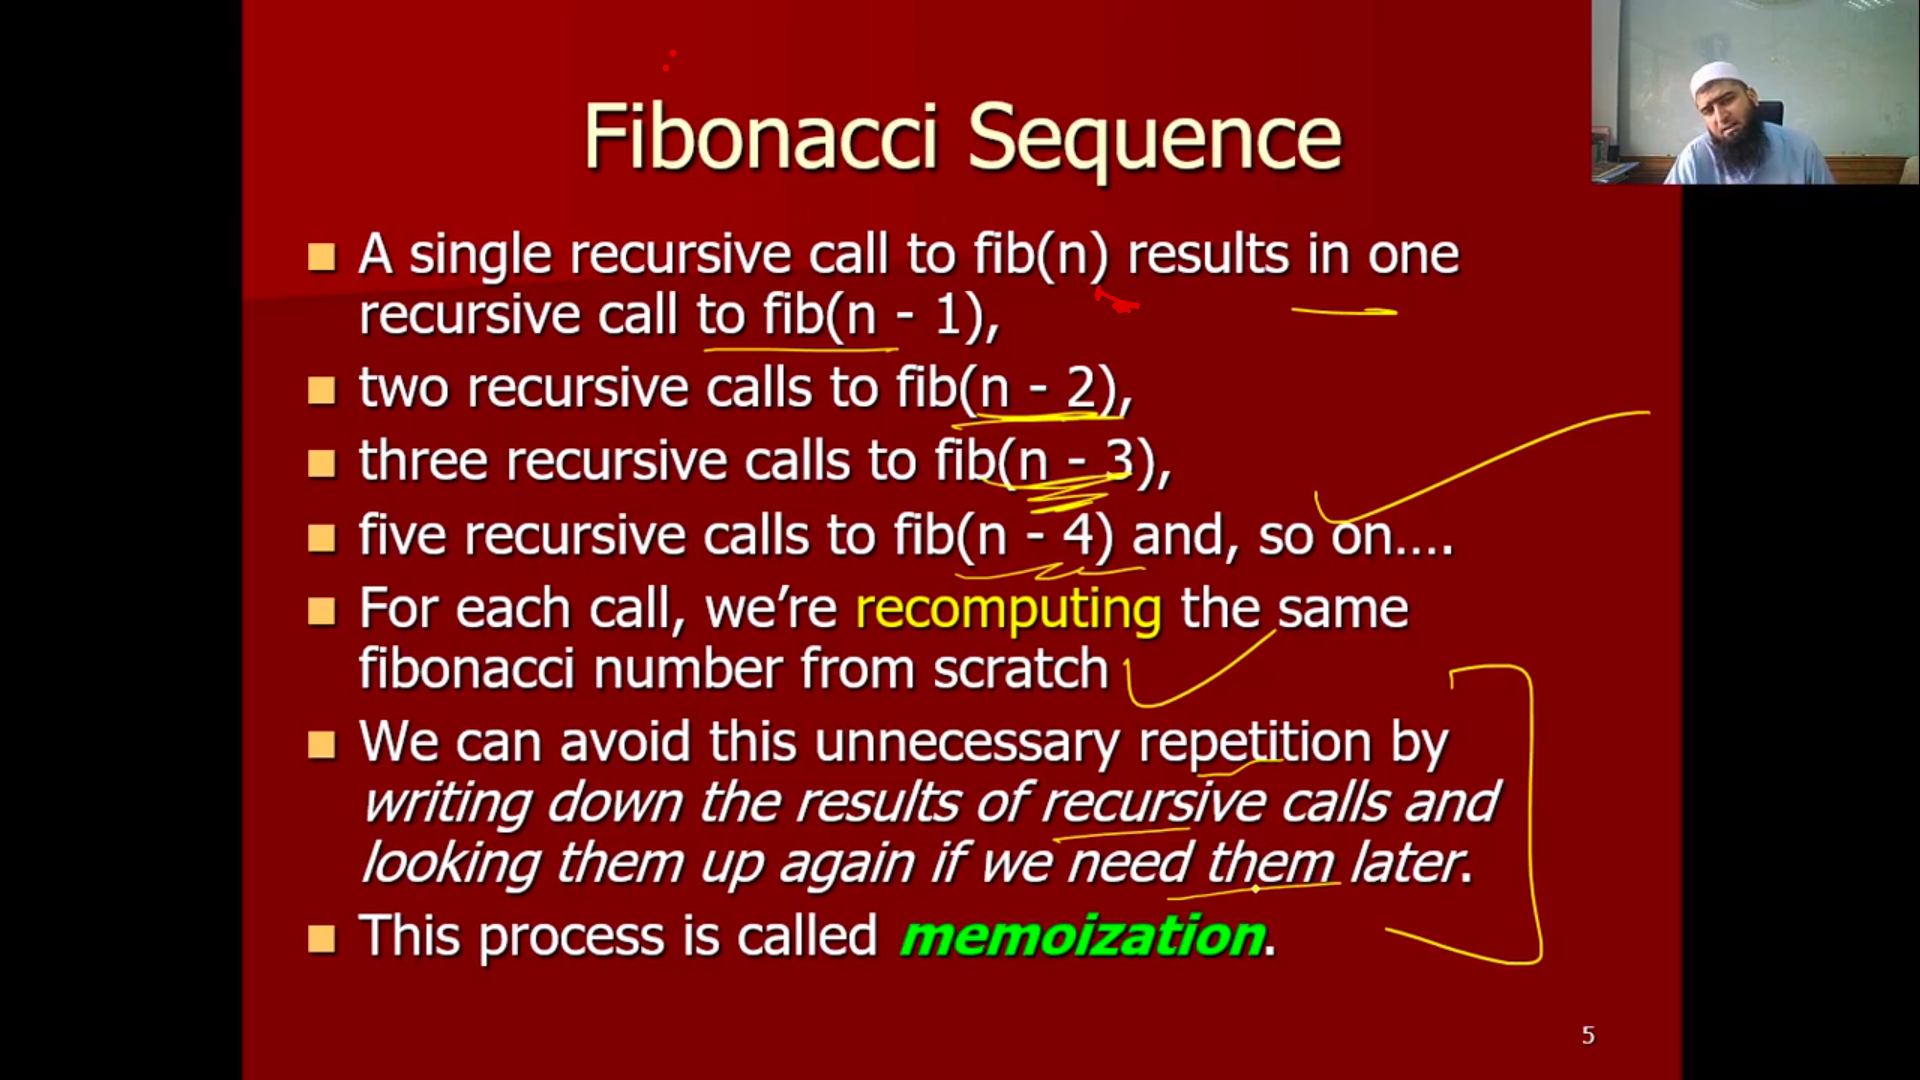 Fibonacci Sequence
A single recursive call to fib(n) results in one
recursive call to fib(n - 1),
two recursive calls to fib(n - 2),
three recursive calls to fib(n - 3),
five recursive calls to fib(n - 4) and, so on....
For each call, we’re recomputing the same
fibonacci number from scratch
We can avoid this unnecessary repetition by
writing down the results of recursive calls and
looking them up again if we need them later.
This process is called memoization.
5